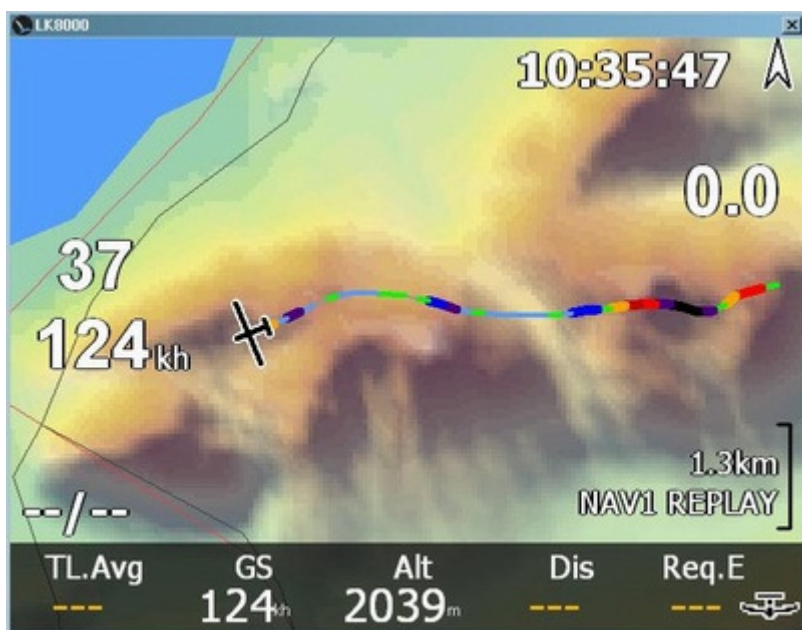 LK8000
10:35:47
0.0
37
124kh
1.3km
NAV1 REPLAY
--/--
TL.Avg GS Alt Dis Req.E
--- 124kh 2039m --- ---